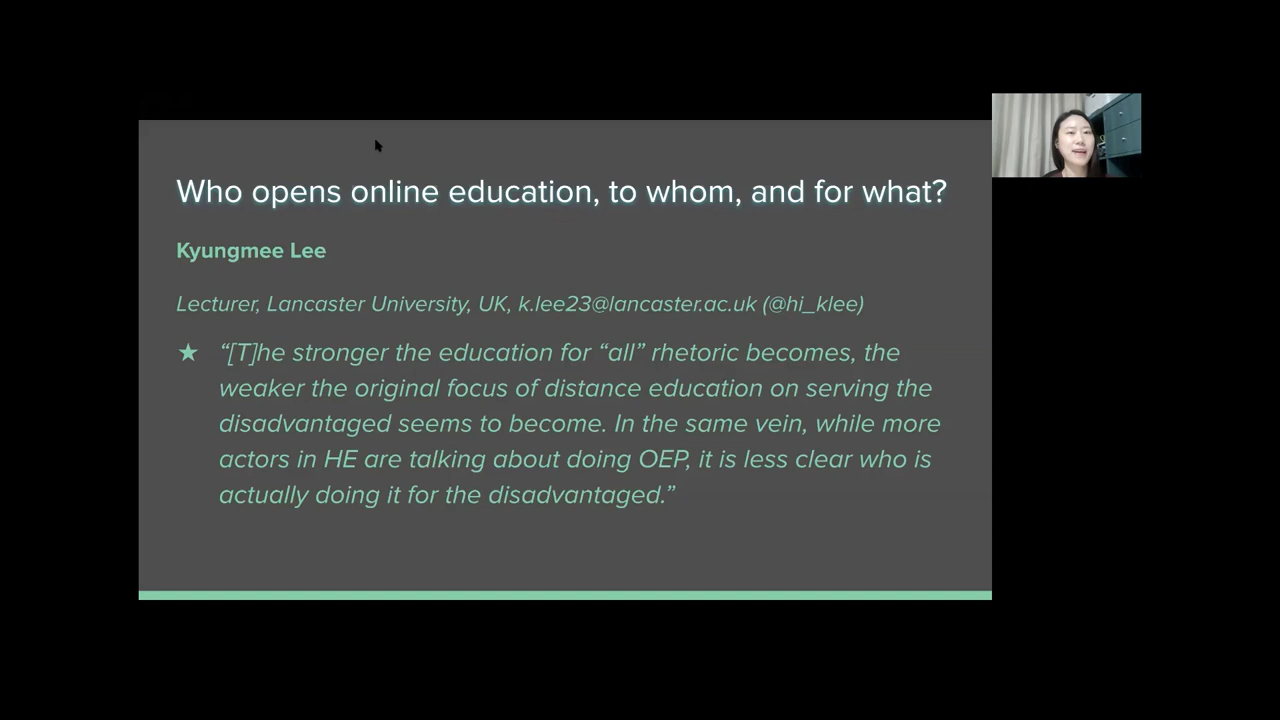 Who opens online education, to whom, and for what?
Kyungmee Lee
Lecturer, Lancaster University, UK, k.lee23@lancaster.ac.uk (@hi_klee)
★ “[T]he stronger the education for “all” rhetoric becomes, the
weaker the original focus of distance education on serving the
disadvantaged seems to become. In the same vein, while more
actors in HE are talking about doing OEP, it is less clear who is
actually doing it for the disadvantaged.”